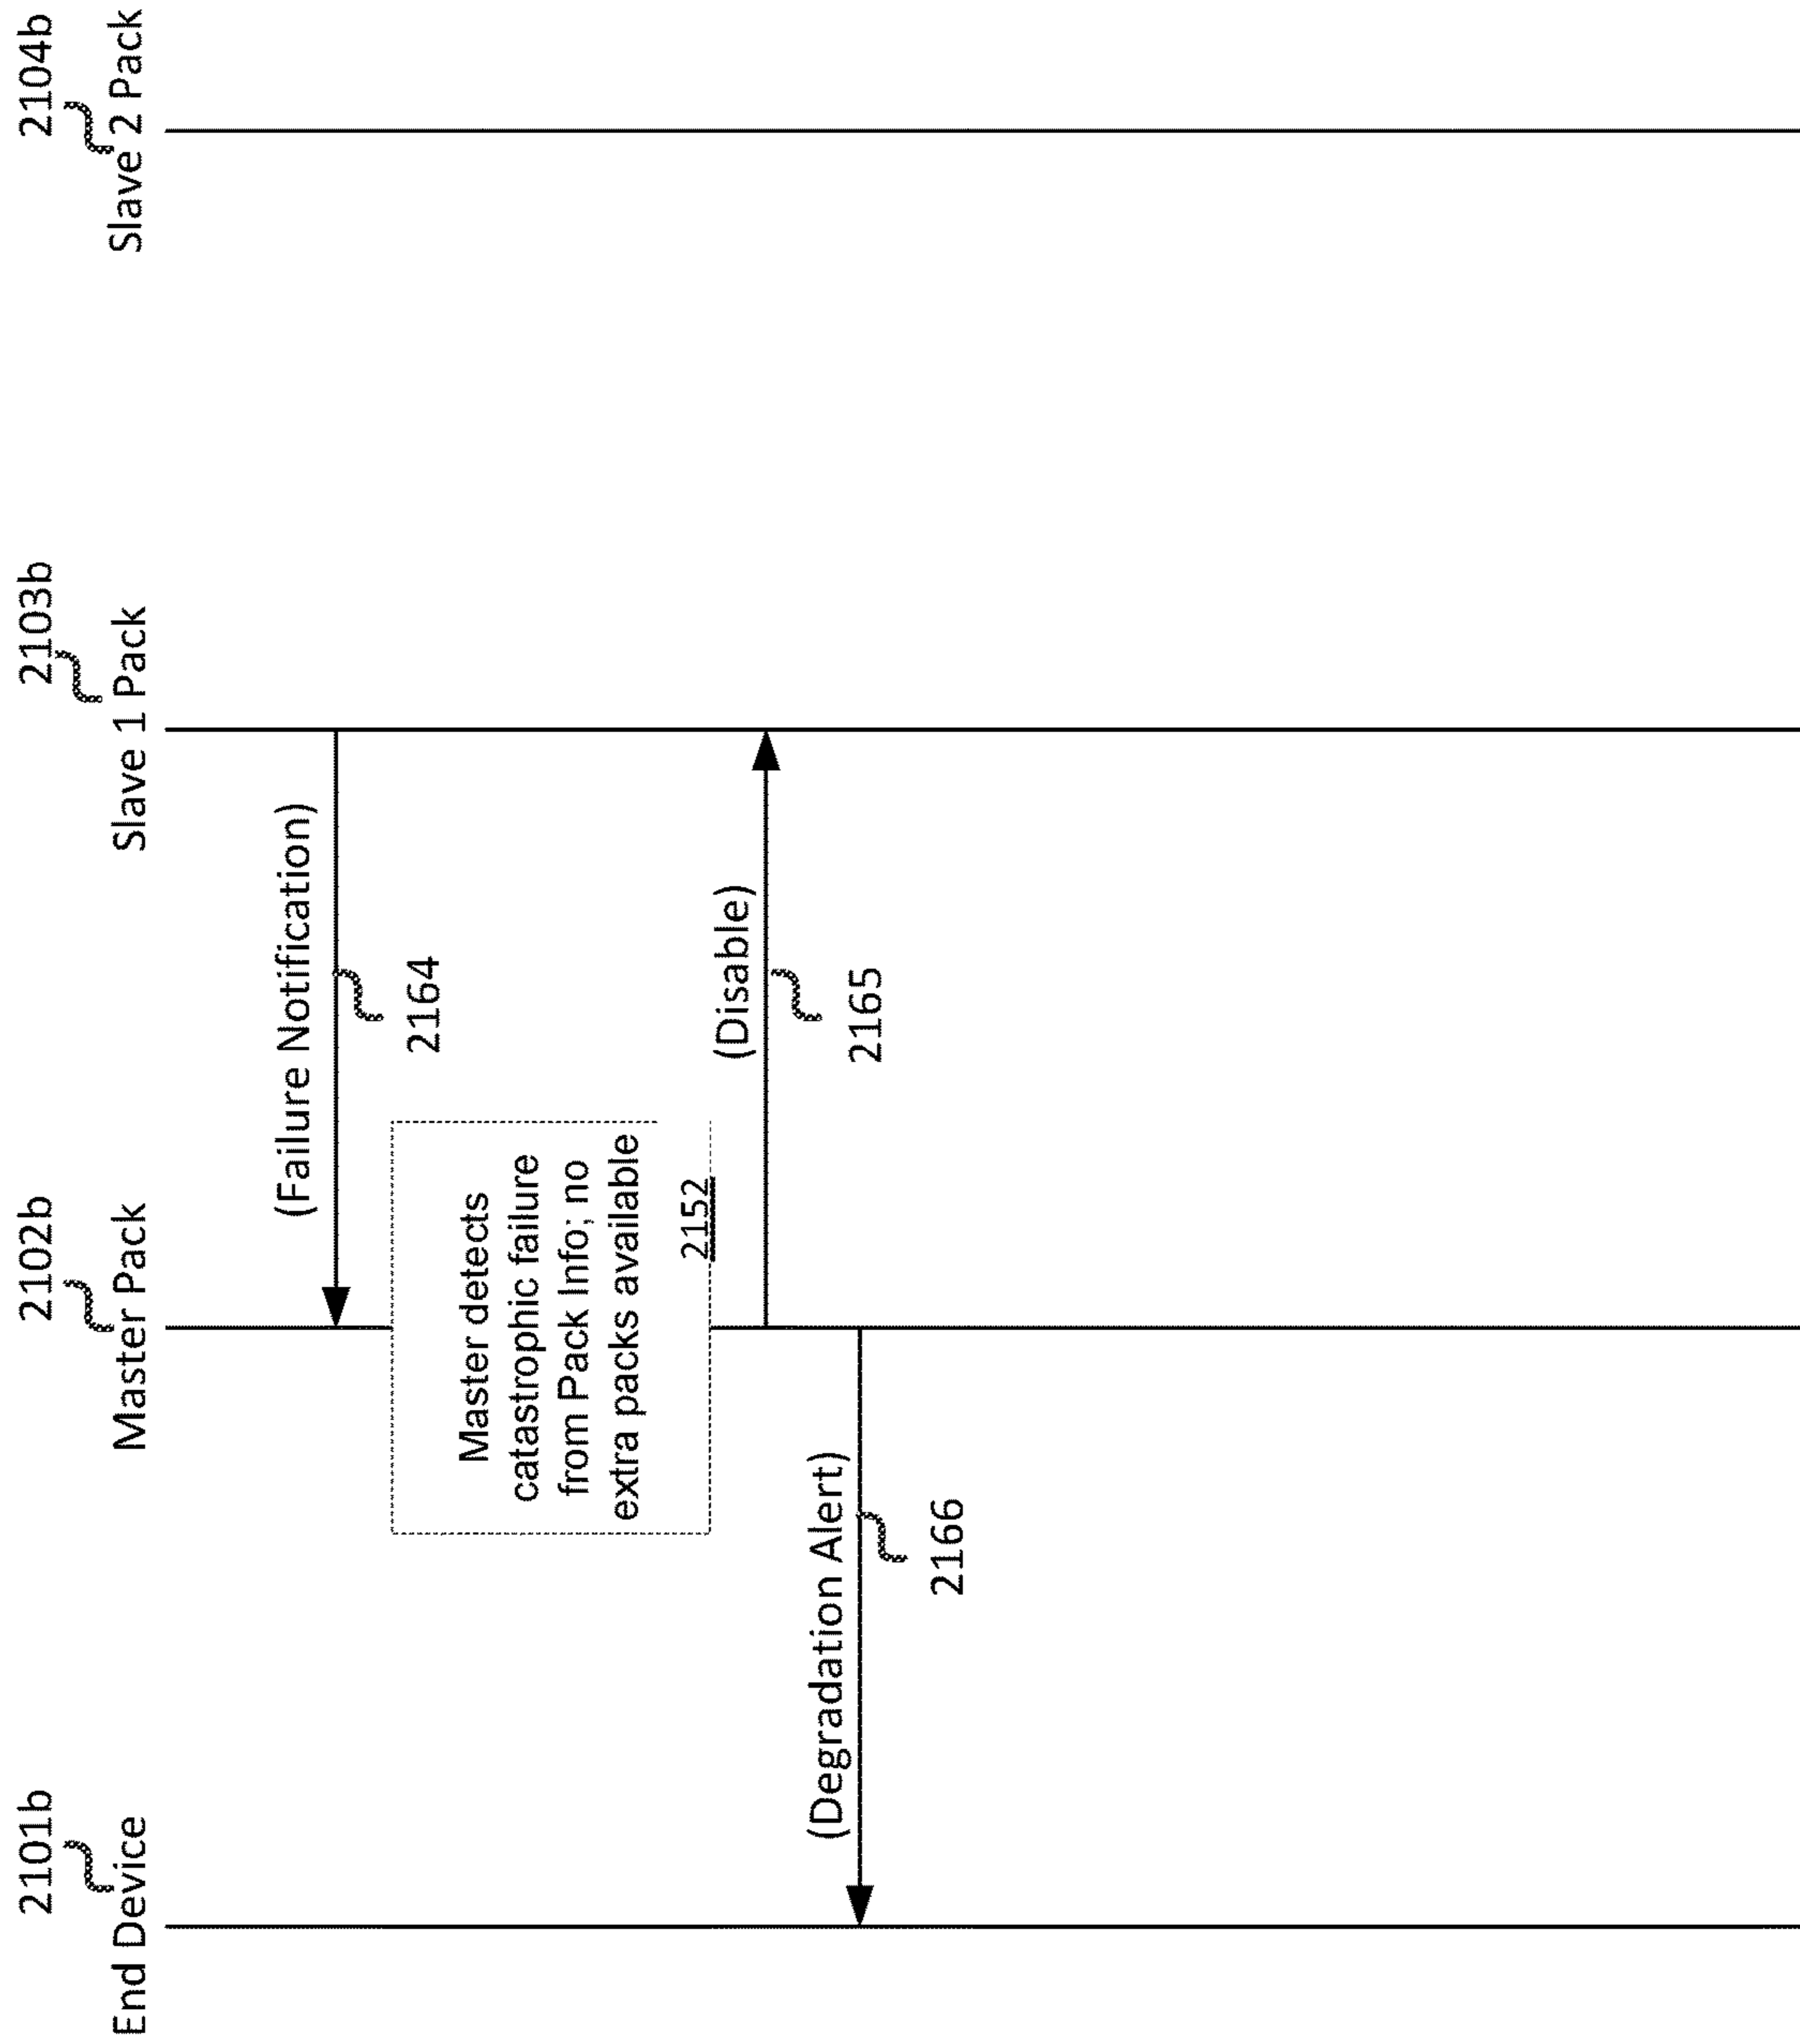 2101b
End Device
2102b
Master Pack
2103b
Slave 1 Pack
2104b
Slave 2 Pack
(Failure Notification)
2164
Master detects
catastrophic failure
from Pack Info; no
extra packs available
2152
(Disable)
2165
(Degradation Alert)
2166